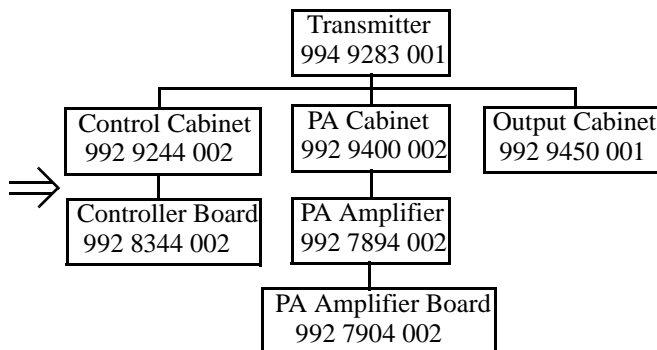 Transmitter
994 9283 001
Control Cabinet
992 9244 002
PA Cabinet
992 9400 002
Output Cabinet
992 9450 001
Controller Board
992 8344 002
PA Amplifier
992 7894 002
PA Amplifier Board
992 7904 002